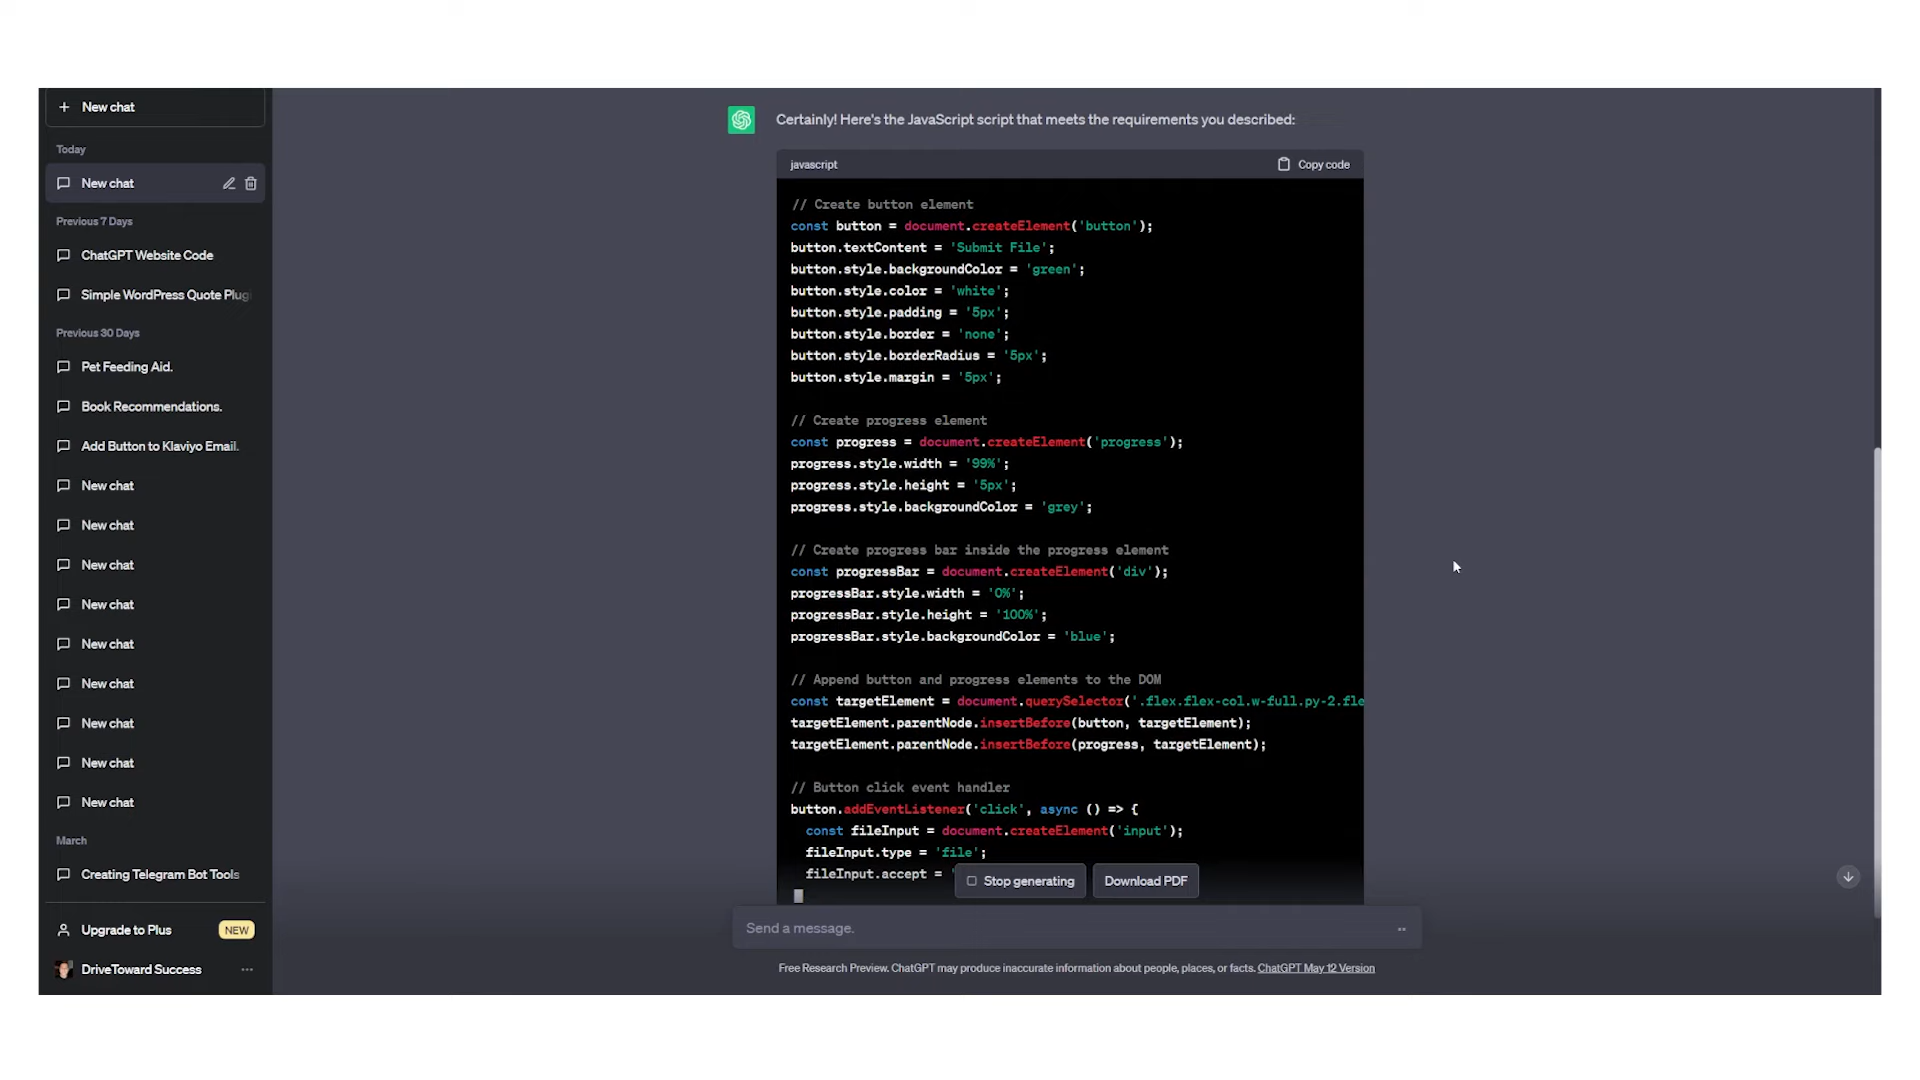 New chat
Today
New chat
Previous 7 Days
ChatGPT Website Code
Simple WordPress Quote Plug
Previous 30 Days
Pet Feeding Aid.
Book Recommendations.
Add Button to Klaviyo Email.
New chat
New chat
New chat
New chat
New chat
New chat
New chat
New chat
New chat
March
Creating Telegram Bot Tools
Upgrade to Plus NEW
DriveToward Success
Certainly! Here's the JavaScript script that meets the requirements you described:
javascript Copy code
// Create button element
const button = document.createElement('button');
button.textContent = 'Submit File';
button.style.backgroundColor = 'green';
button.style.color = 'white';
button.style.padding = '5px';
button.style.border = 'none';
button.style.borderRadius = '5px';
button.style.margin = '5px';
// Create progress element
const progress = document.createElement('progress');
progress.style.width = '99%';
progress.style.height = '5px';
progress.style.backgroundColor = 'grey';
// Create progress bar inside the progress element
const progressBar = document.createElement('div');
progressBar.style.width = '0%';
progressBar.style.height = '100%';
progressBar.style.backgroundColor = 'blue';
// Append button and progress elements to the DOM
const targetElement = document.querySelector('.flex.flex-col.w-full.py-2.fle
targetElement.parentNode.insertBefore(button, targetElement);
targetElement.parentNode.insertBefore(progress, targetElement);
// Button click event handler
button.addEventListener('click', async () => {
const fileInput = document.createElement('input');
fileInput.type = 'file';
fileInput.accept =
Stop generating Download PDF
Send a message.
Free Research Preview. ChatGPT may produce inaccurate information about people, places, or facts. ChatGPT May 12 Version